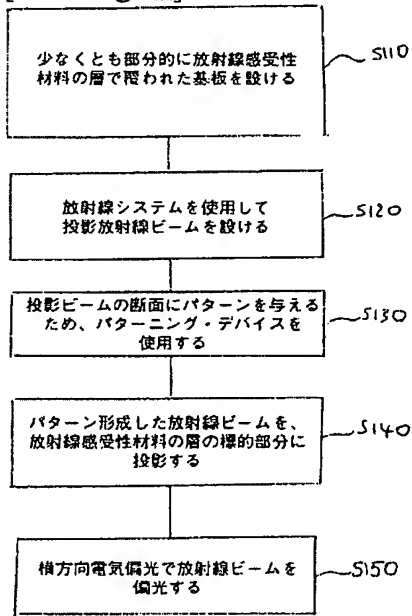 少なくとも部分的に放射線感受性
材料の層で覆われた基板を設ける
S110
放射線システムを使用して
投影放射線ビームを設ける
S120
投影ビームの断面にパターンを与える
ため、パターニング・デバイスを
使用する
S130
パターン形成した放射線ビームを、
放射線感受性材料の層の標的部分に
投影する
S140
横方向電気偏光で放射線ビームを
偏光する
S150